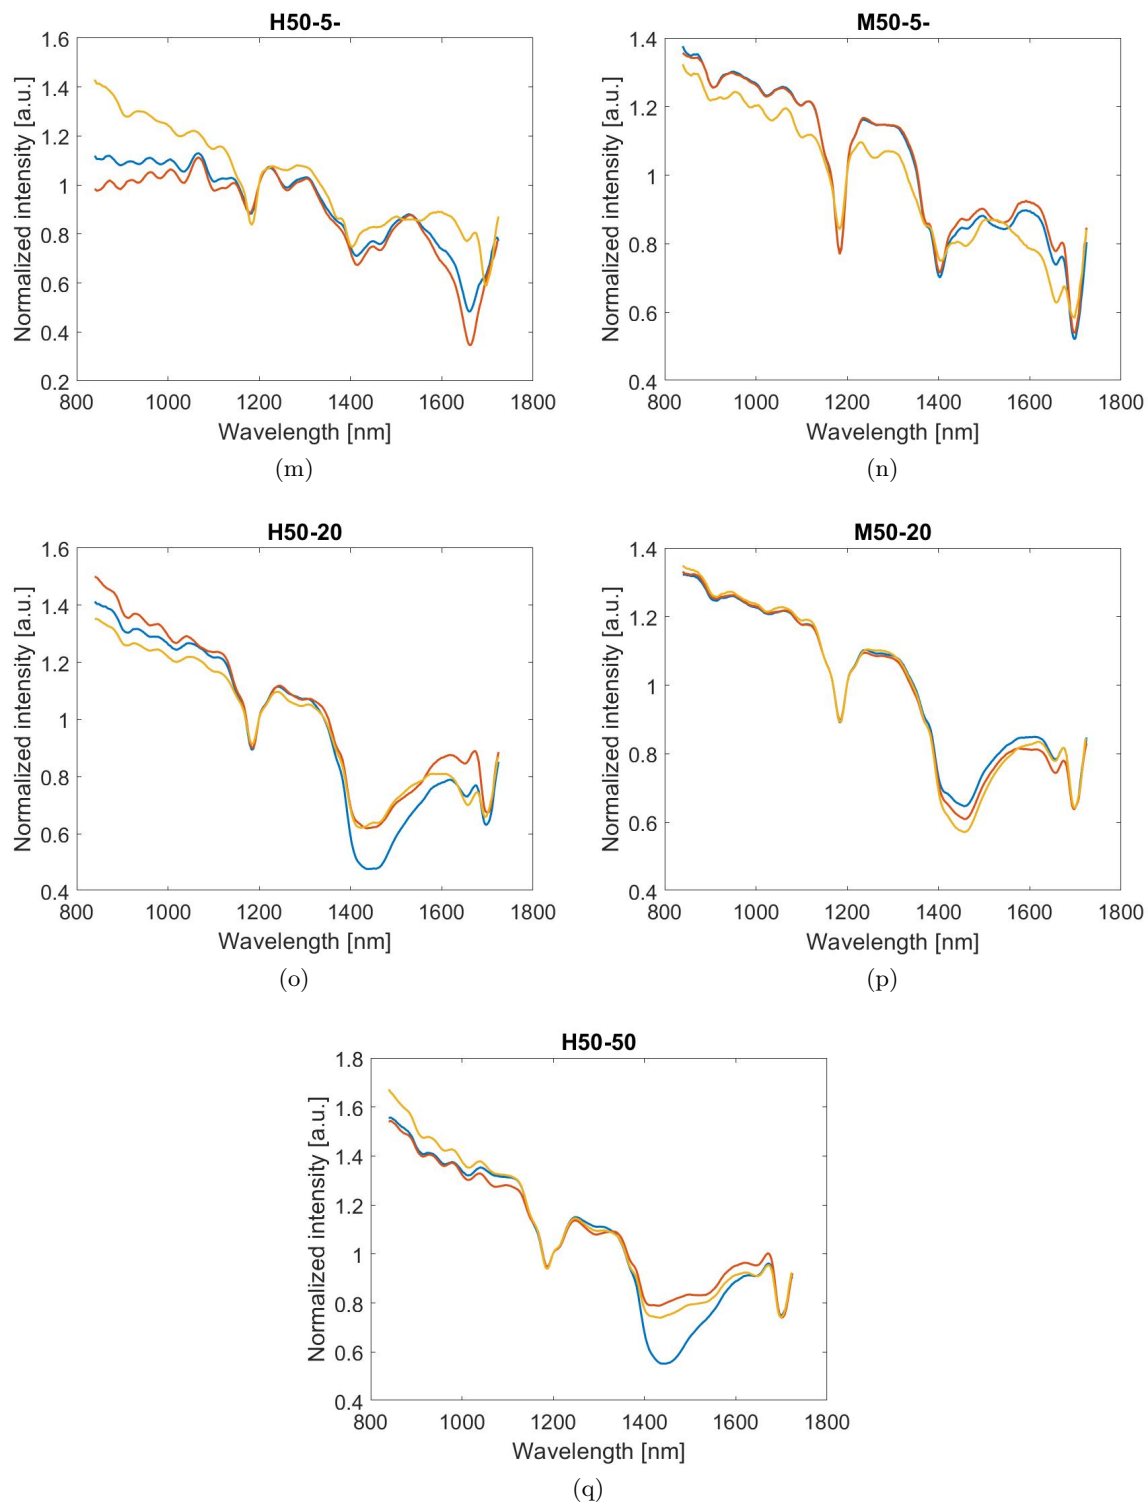 H50-5-
Normalized intensity [a.u.]
1.6
1.4
1.2
1
0.8
0.6
0.4
0.2
800 1000 1200 1400 1600 1800
Wavelength [nm]
(m)
M50-5-
Normalized intensity [a.u.]
1.4
1.2
1
0.8
0.6
0.4
800 1000 1200 1400 1600 1800
Wavelength [nm]
(n)
H50-20
Normalized intensity [a.u.]
1.6
1.4
1.2
1
0.8
0.6
0.4
800 1000 1200 1400 1600 1800
Wavelength [nm]
(o)
M50-20
Normalized intensity [a.u.]
1.4
1.2
1
0.8
0.6
0.4
800 1000 1200 1400 1600 1800
Wavelength [nm]
(p)
H50-50
Normalized intensity [a.u.]
1.8
1.6
1.4
1.2
1
0.8
0.6
0.4
800 1000 1200 1400 1600 1800
Wavelength [nm]
(q)